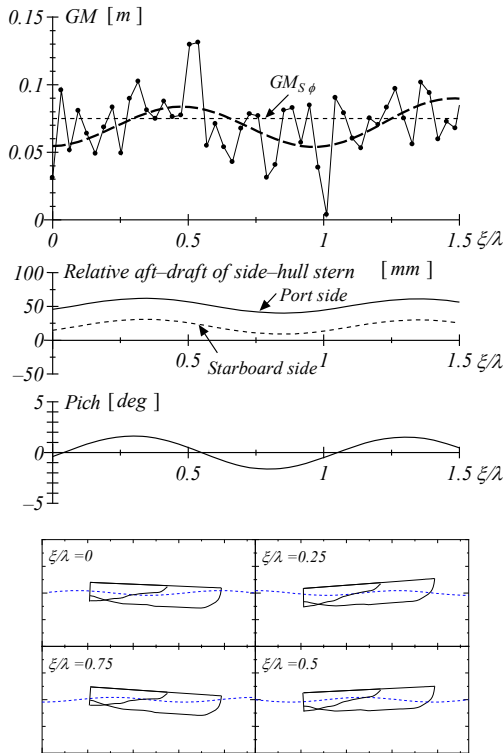 GM [m]
0.15
0.1
GM_{S ϕ}
0.05
0
0 0.5 1 1.5
ξ/λ
100
Relative aft–draft of side–hull stern [mm]
Port side
50
0
0.5 1 1.5
ξ/λ
Starboard side
–50
5
Pich [deg]
0
0.5 1 1.5
ξ/λ
–5
ξ/λ =0
ξ/λ =0.25
ξ/λ =0.75
ξ/λ =0.5